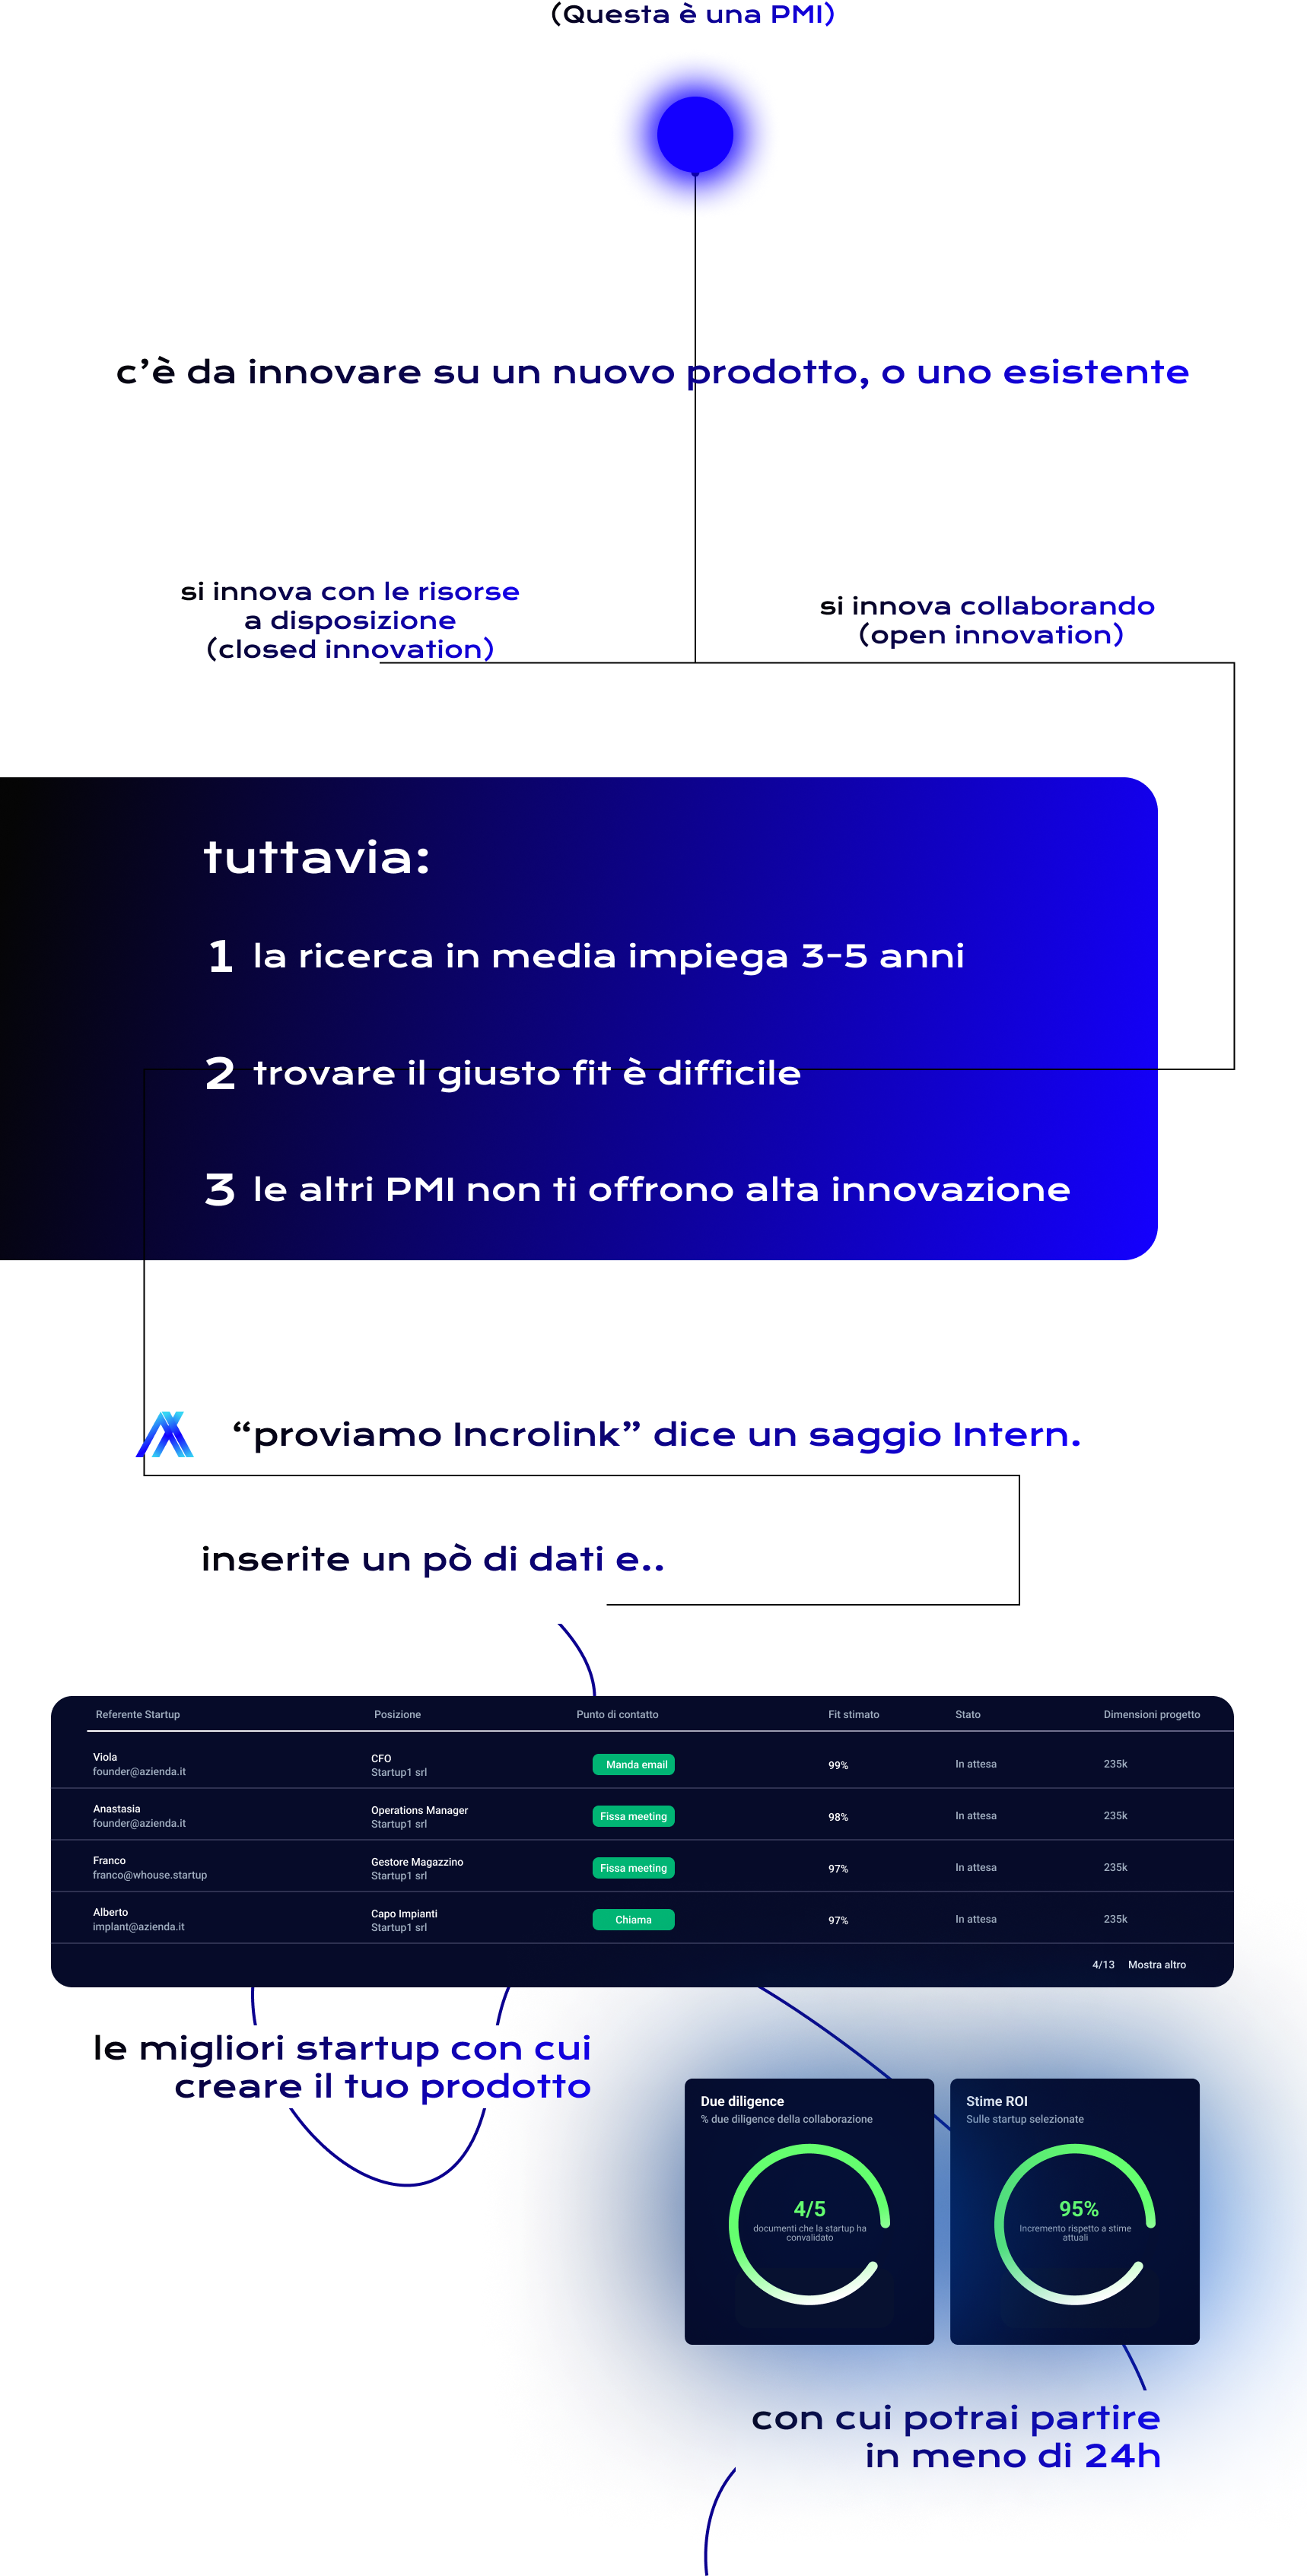 (Questa è una PMI)
c’è da innovare su un nuovo prodotto, o uno esistente
si innova con le risorse
a disposizione
(closed innovation)
si innova collaborando
(open innovation)
tuttavia:
1 la ricerca in media impiega 3-5 anni
2 trovare il giusto fit è difficile
3 le altri PMI non ti offrono alta innovazione
“proviamo Incrolink” dice un saggio Intern.
inserite un pò di dati e..
Referente Startup Posizione Punto di contatto Fit stimato Stato Dimensioni progetto
Viola CFO
founder@azienda.it Startup1 srl Manda email 99% In attesa 235k
Anastasia Operations Manager
founder@azienda.it Startup1 srl Fissa meeting 98% In attesa 235k
Franco Gestore Magazzino
franco@whouse.startup Startup1 srl Fissa meeting 97% In attesa 235k
Alberto Capo Impianti
implant@azienda.it Startup1 srl Chiama 97% In attesa 235k
4/13 Mostra altro
le migliori startup con cui
creare il tuo prodotto
Due diligence
% due diligence della collaborazione
4/5
documenti che la startup ha
convalidato
Stime ROI
Sulle startup selezionate
95%
Incremento rispetto a stime
attuali
con cui potrai partire
in meno di 24h